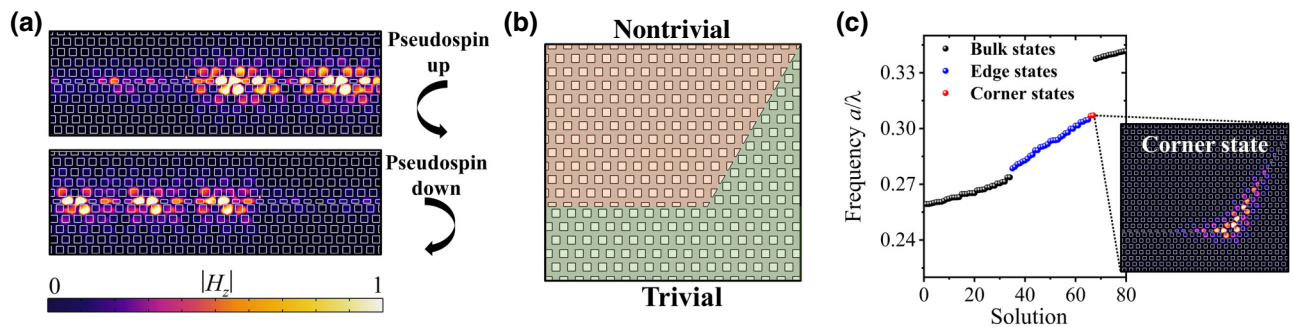 (a)
Pseudospin
up
Pseudospin
down
0
|H_z|
1
(b)
Nontrivial
Trivial
(c)
Frequency a/λ
0.33
0.30
0.27
0.24
Bulk states
Edge states
Corner states
Corner state
0 20 40 60 80
Solution